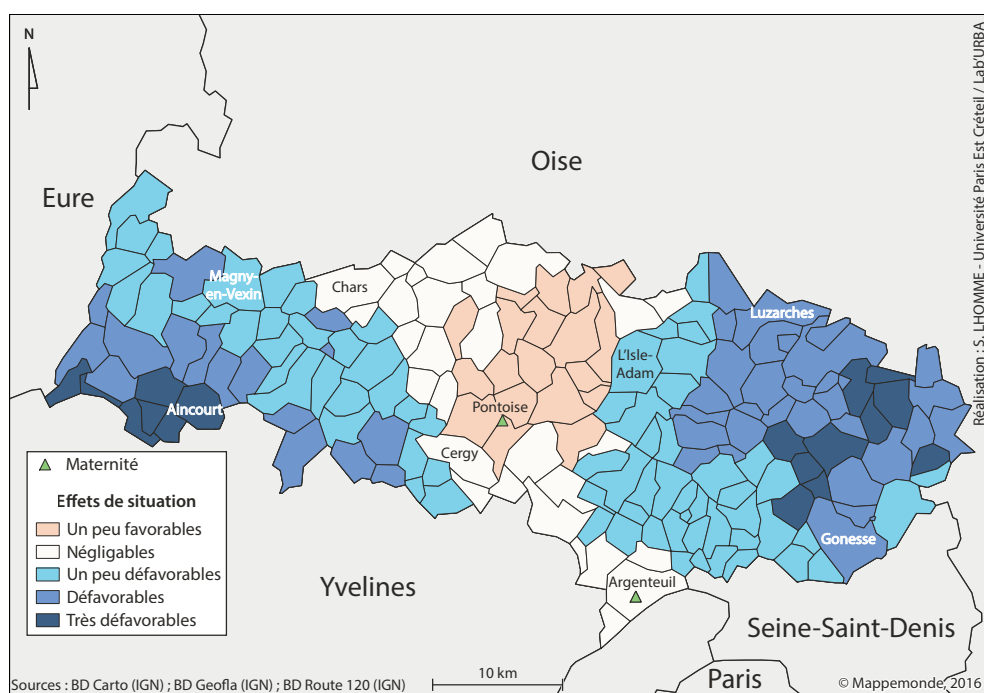 N
Eure
Oise
Magny-
en-Vexin
Chars
Luzarches
L'Isle-
Adam
Aincourt
Pontoise
Cergy
Gonesse
Argenteuil
Yvelines
Seine-Saint-Denis
Paris
Maternité
Effets de situation
Un peu favorables
Négligables
Un peu défavorables
Défavorables
Très défavorables
Sources : BD Carto (IGN) ; BD Geofla (IGN) ; BD Route 120 (IGN)
10 km
© Mappemonde, 2016
Réalisation : S. LHOMME - Université Paris Est Créteil / Lab'URBA